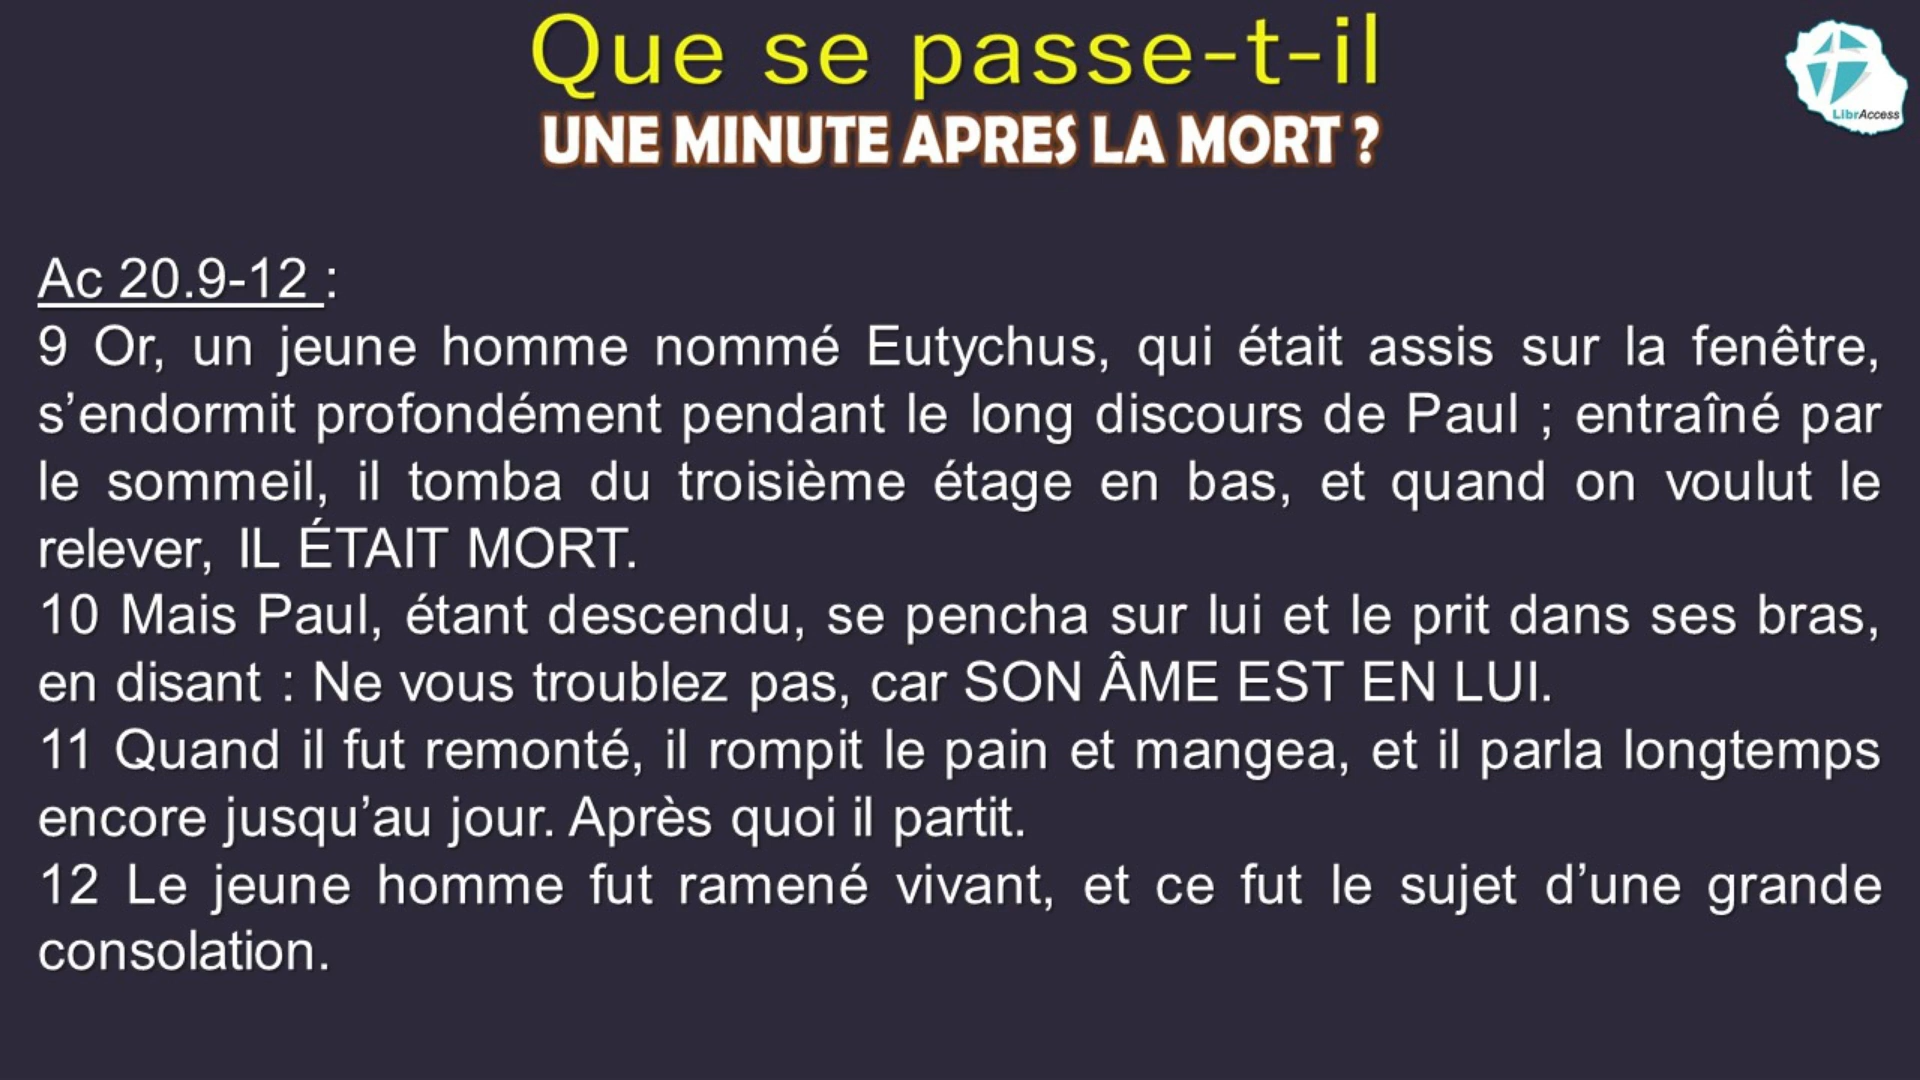 Que se passe-t-il
UNE MINUTE APRES LA MORT ?
LibrAccess
Ac 20.9-12 :
9 Or, un jeune homme nommé Eutychus, qui était assis sur la fenêtre,
s’endormit profondément pendant le long discours de Paul ; entraîné par
le sommeil, il tomba du troisième étage en bas, et quand on voulut le
relever, IL ÉTAIT MORT.
10 Mais Paul, étant descendu, se pencha sur lui et le prit dans ses bras,
en disant : Ne vous troublez pas, car SON ÂME EST EN LUI.
11 Quand il fut remonté, il rompit le pain et mangea, et il parla longtemps
encore jusqu’au jour. Après quoi il partit.
12 Le jeune homme fut ramené vivant, et ce fut le sujet d’une grande
consolation.